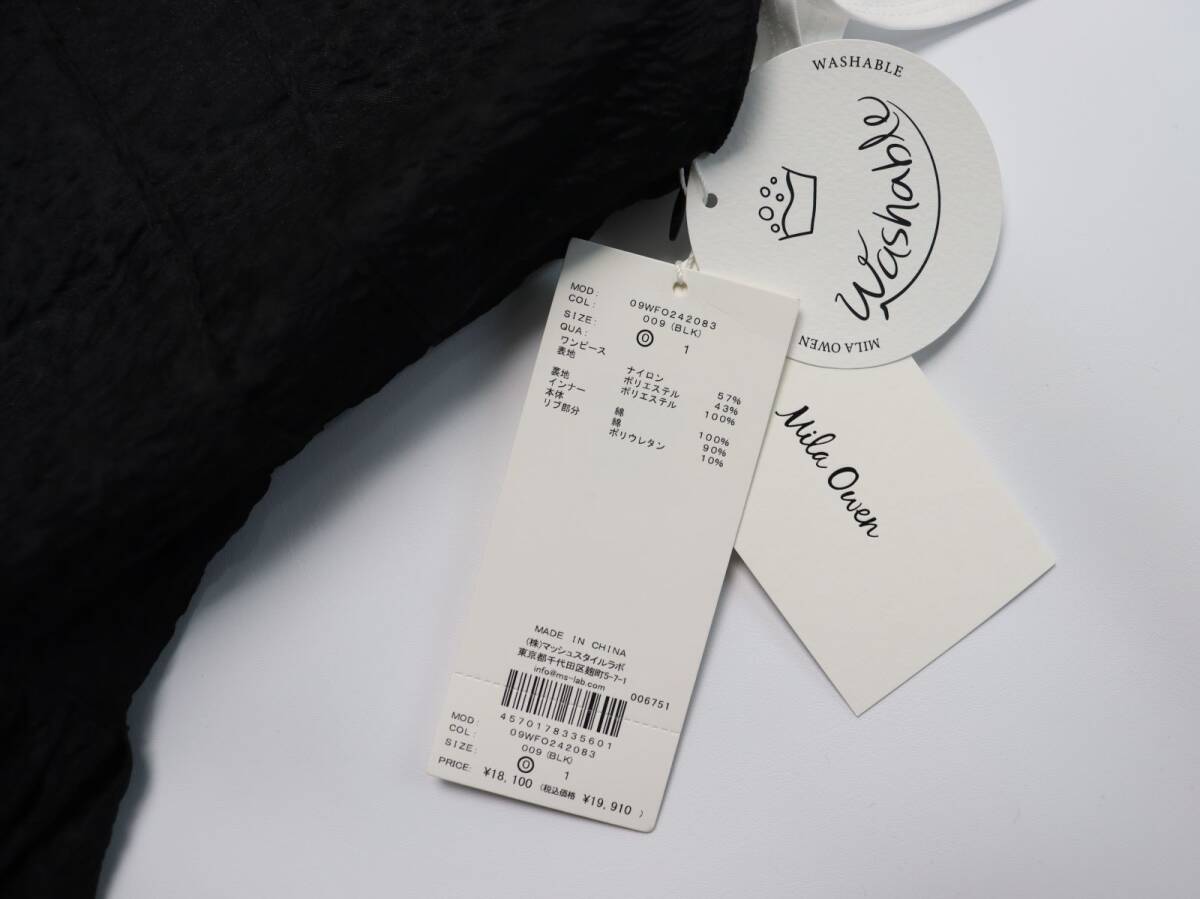 WASHABLE
Washable
MILA OWEN
Mila Owen
MOD: 09WFO242083
COL: 009 (BLK)
SIZE: 0 1
QUA:
ワンピース
表地 ナイロン 57%
ポリエステル 43%
裏地 ポリエステル 100%
インナー
本体 綿 100%
リブ部分 綿 90%
ポリウレタン 10%
MADE IN CHINA
(株)マッシュスタイルラボ
東京都千代田区麹町5-7-1
info@ms-lab.com
006751
4570178335601
MOD: 09WFO242083
COL: 009 (BLK)
SIZE: 0 1
PRICE: ¥18,100 (税込価格 ¥19,910 )